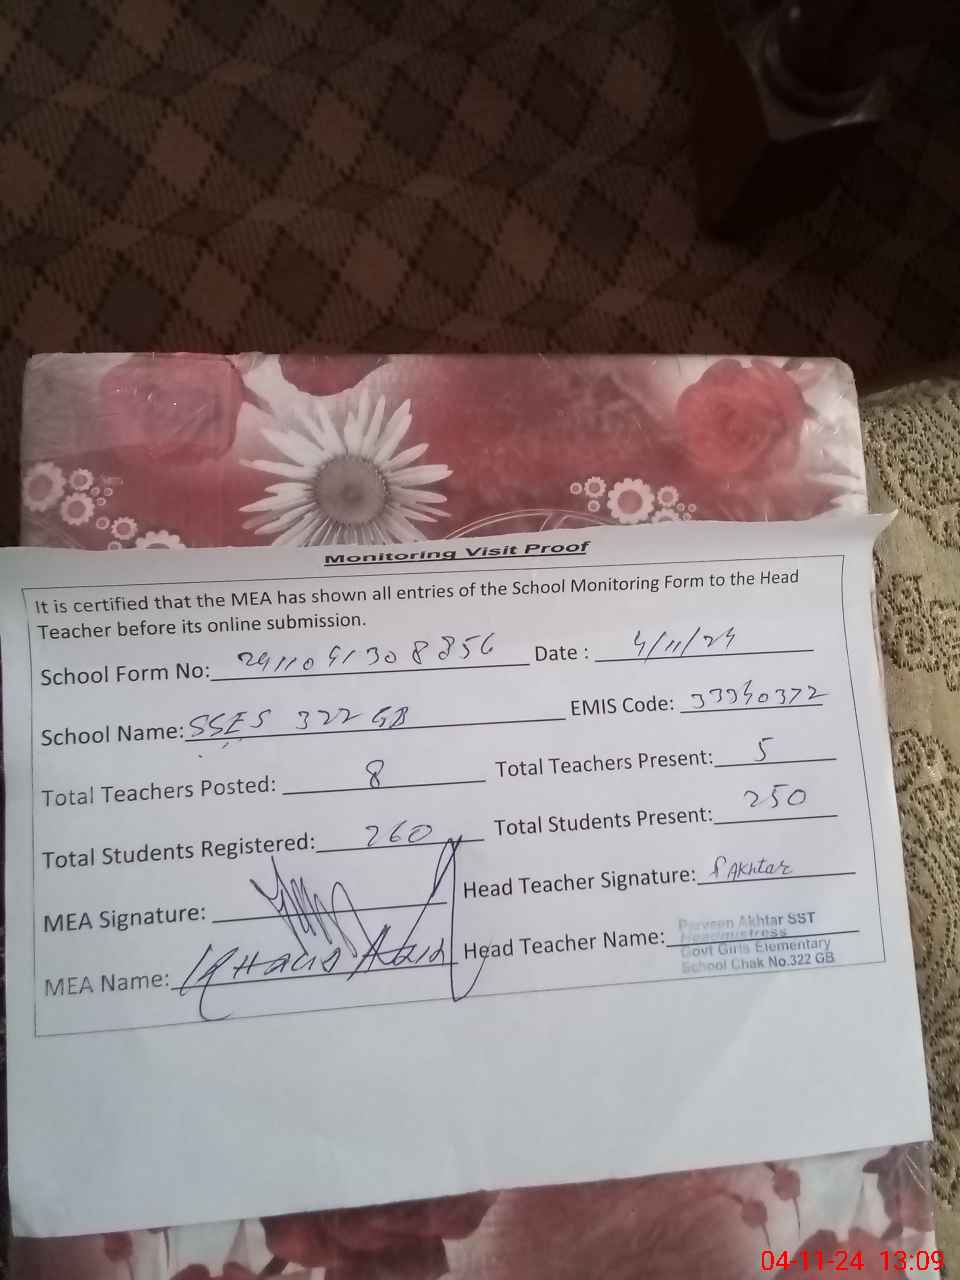 Monitoring Visit Proof
It is certified that the MEA has shown all entries of the School Monitoring Form to the Head
Teacher before its online submission.
School Form No: Date : 4/11/24
School Name: 322 GB EMIS Code: 33340372
Total Teachers Posted: 8 Total Teachers Present: 5
Total Students Registered: 260 Total Students Present: 250
MEA Signature: Head Teacher Signature: P Akhtar
MEA Name: Head Teacher Name: Parveen Akhtar SST
Headmistress
Govt Girls Elementary
School Chak No.322 GB
04-11-24 13:09